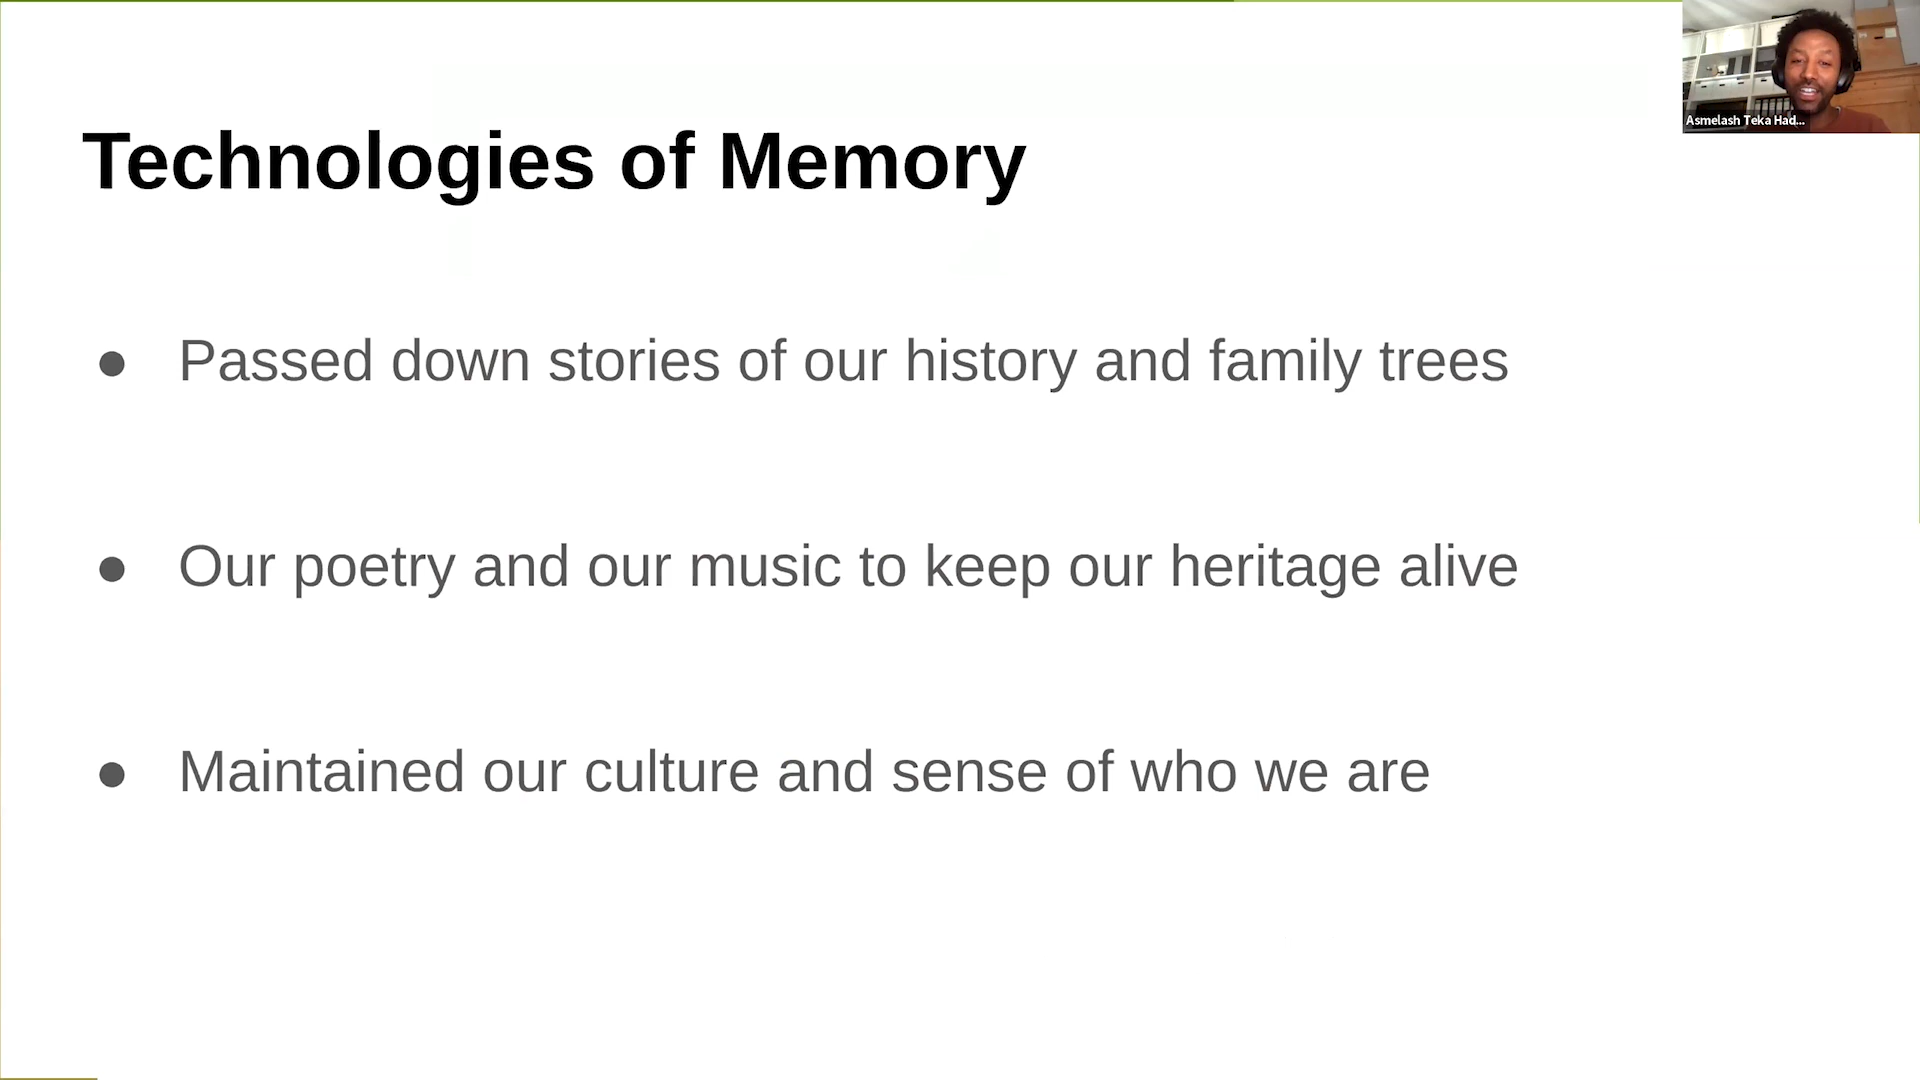 Technologies of Memory
● Passed down stories of our history and family trees
● Our poetry and our music to keep our heritage alive
● Maintained our culture and sense of who we are
Asmelash Teka Had...